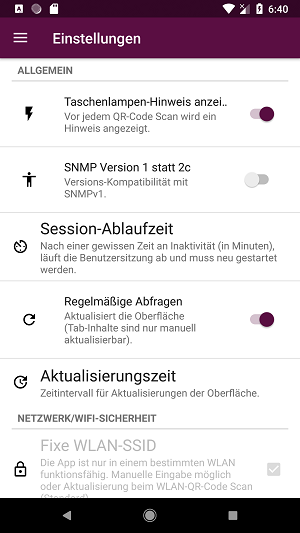 6:40
Einstellungen
ALLGEMEIN
Taschenlampen-Hinweis anzei..
Vor jedem QR-Code Scan wird ein
Hinweis angezeigt.
SNMP Version 1 statt 2c
Versions-Kompatibilität mit
SNMPv1.
Session-Ablaufzeit
Nach einer gewissen Zeit an Inaktivität (in Minuten),
läuft die Benutzersitzung ab und muss neu gestartet
werden.
Regelmäßige Abfragen
Aktualisiert die Oberfläche
(Tab-Inhalte sind nur manuell
aktualisierbar).
Aktualisierungszeit
Zeitintervall für Aktualisierungen der Oberfläche.
NETZWERK/WIFI-SICHERHEIT
Fixe WLAN-SSID
Die App ist nur in einem bestimmten WLAN
funktionsfähig. Manuelle Eingabe möglich
oder Aktualisierung beim WLAN-QR-Code Scan
(Standard)